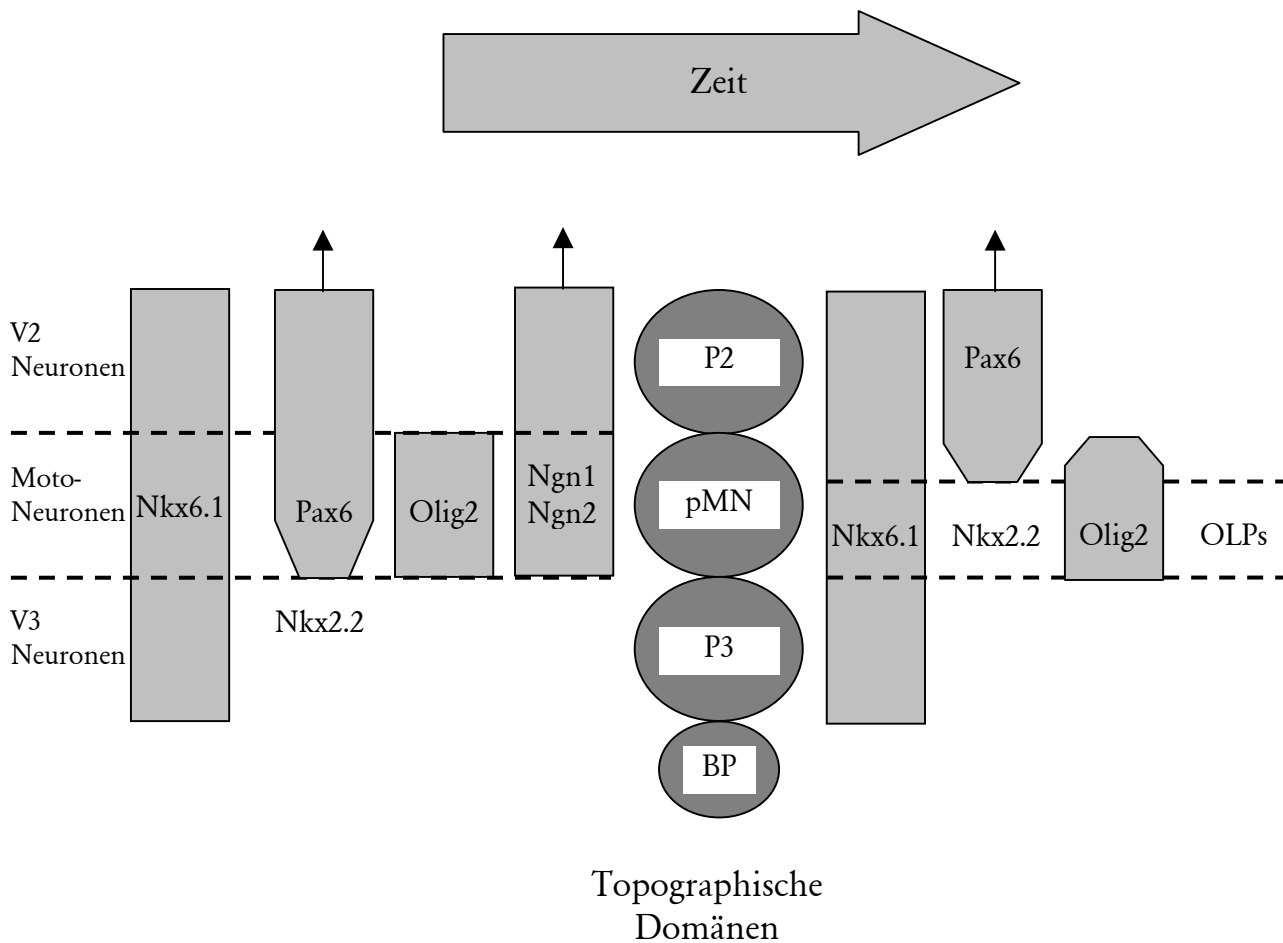 Zeit
V2
Neuronen
Moto-
Neuronen
V3
Neuronen
Nkx6.1
Pax6
Nkx2.2
Olig2
Ngn1
Ngn2
P2
pMN
P3
BP
Nkx6.1
Pax6
Nkx2.2
Olig2
OLPs
Topographische
Domänen